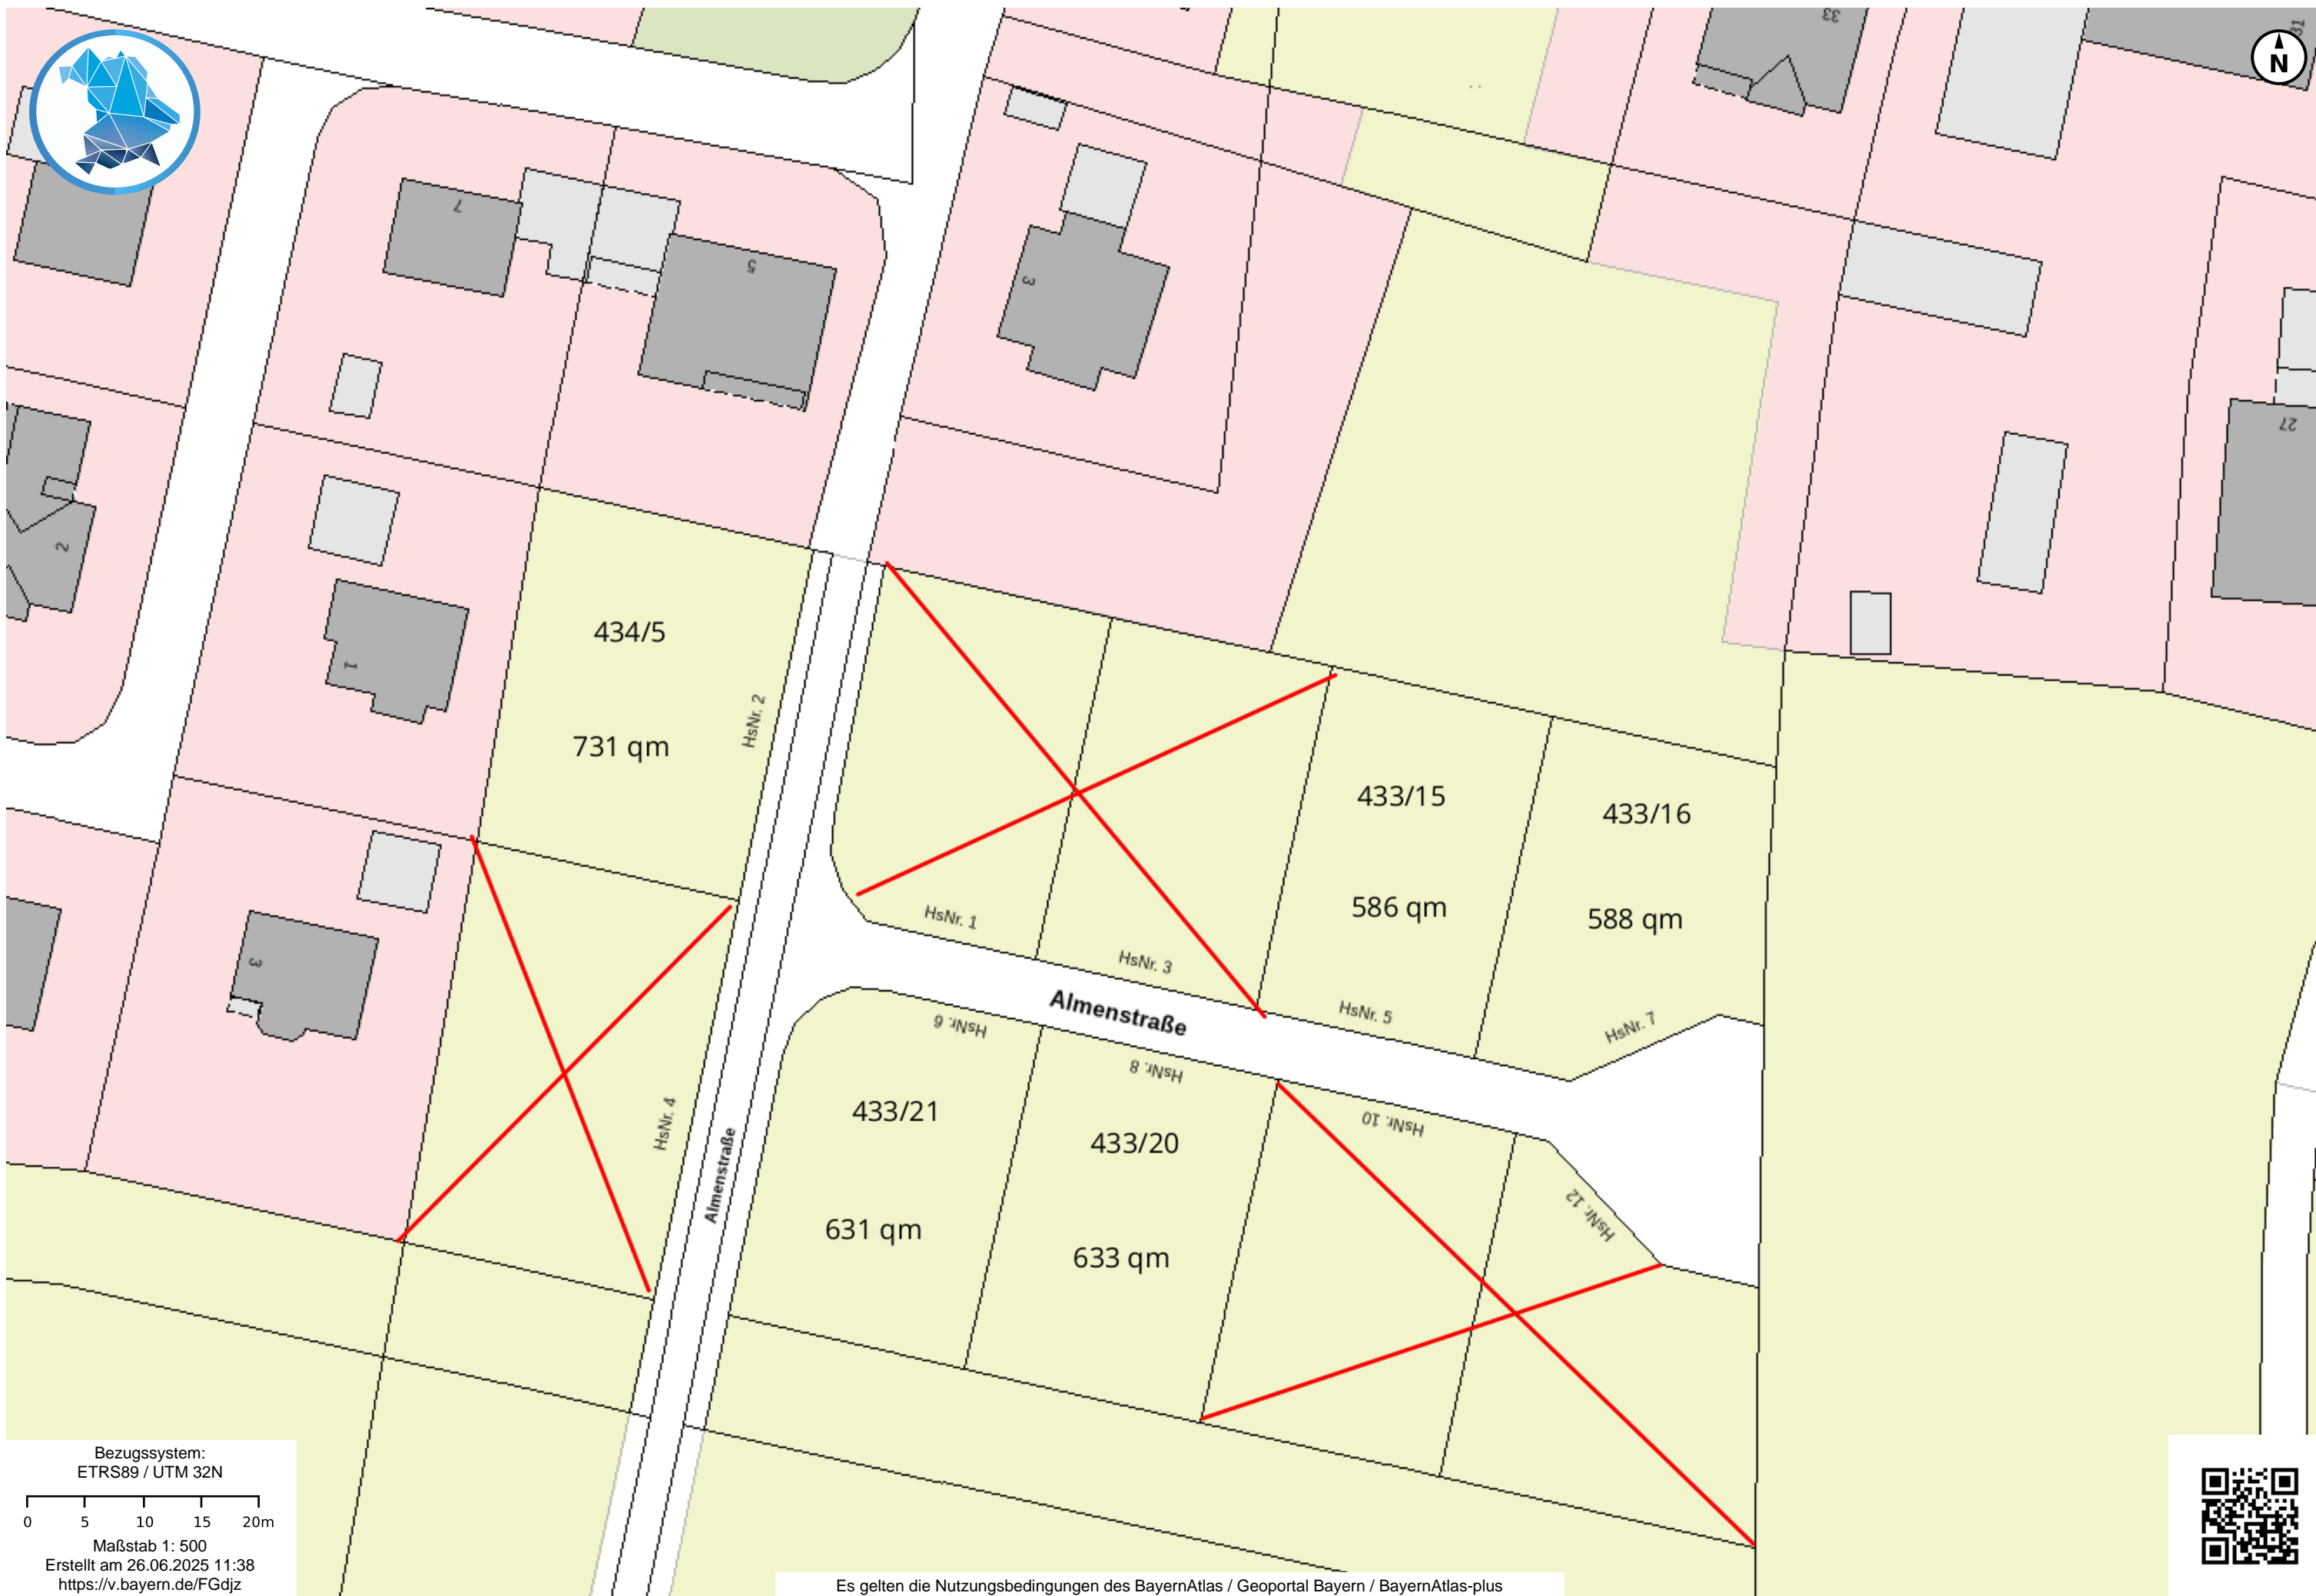 33
31
N
7
5
3
27
2
434/5
1
HsNr. 2
731 qm
433/15
433/16
586 qm
588 qm
HsNr. 1
HsNr. 3
3
Almenstraße
HsNr. 5
HsNr. 7
HsNr. 6
HsNr. 8
HsNr. 10
HsNr. 4
433/21
433/20
Almenstraße
HsNr. 12
631 qm
633 qm
Bezugssystem:
ETRS89 / UTM 32N
0 5 10 15 20m
Maßstab 1: 500
Erstellt am 26.06.2025 11:38
https://v.bayern.de/FGdjz
Es gelten die Nutzungsbedingungen des BayernAtlas / Geoportal Bayern / BayernAtlas-plus